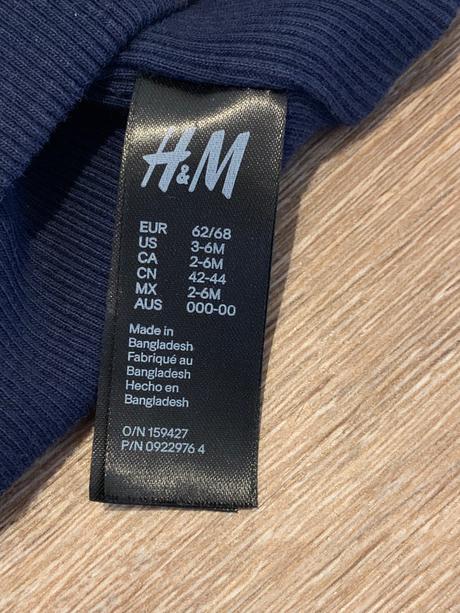 H&M
EUR 62/68
US 3-6M
CA 2-6M
CN 42-44
MX 2-6M
AUS 000-00
Made in
Bangladesh
Fabriqué au
Bangladesh
Hecho en
Bangladesh
O/N 159427
P/N 0922976 4